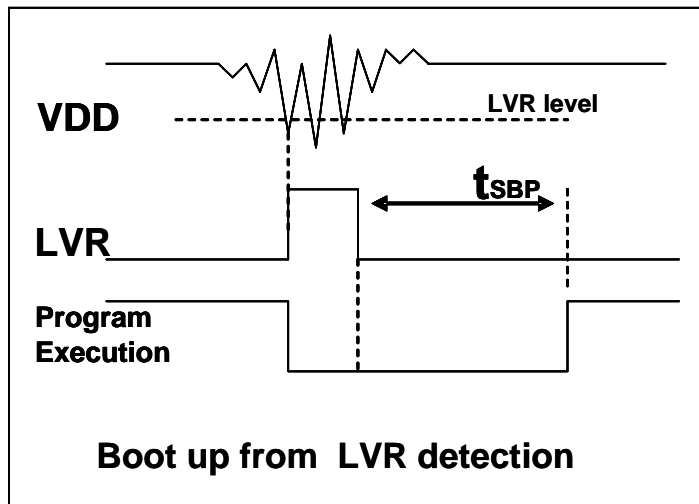 LVR level
VDD
tSBP
LVR
Program
Execution
Boot up from LVR detection